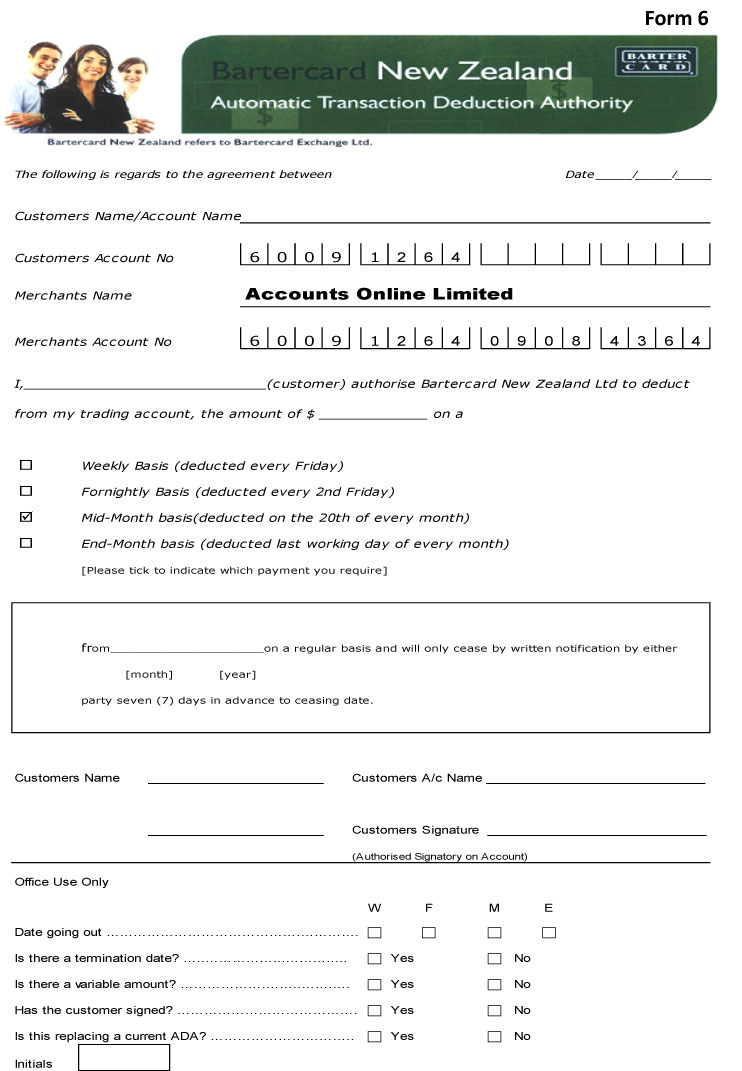 Form 6
Bartercard New Zealand
BARTER
CARD
Automatic Transaction Deduction Authority
Bartercard New Zealand refers to Bartercard Exchange Ltd.
The following is regards to the agreement between Date _____/_____/_____
Customers Name/Account Name
Customers Account No 6 0 0 9 1 2 6 4
Merchants Name Accounts Online Limited
Merchants Account No 6 0 0 9 1 2 6 4 0 9 0 8 4 3 6 4
I,____________________________(customer) authorise Bartercard New Zealand Ltd to deduct
from my trading account, the amount of $ ______________ on a
☐ Weekly Basis (deducted every Friday)
☐ Fornightly Basis (deducted every 2nd Friday)
☑ Mid-Month basis(deducted on the 20th of every month)
☐ End-Month basis (deducted last working day of every month)
[Please tick to indicate which payment you require]
from______________________on a regular basis and will only cease by written notification by either
[month] [year]
party seven (7) days in advance to ceasing date.
Customers Name ______________ Customers A/c Name ______________
Customers Signature ______________
(Authorised Signatory on Account)
Office Use Only
W F M E
Date going out ........................................ ☐ ☐ ☐ ☐
Is there a termination date? .......................... ☐ Yes ☐ No
Is there a variable amount? .......................... ☐ Yes ☐ No
Has the customer signed? .......................... ☐ Yes ☐ No
Is this replacing a current ADA? .......................... ☐ Yes ☐ No
Initials